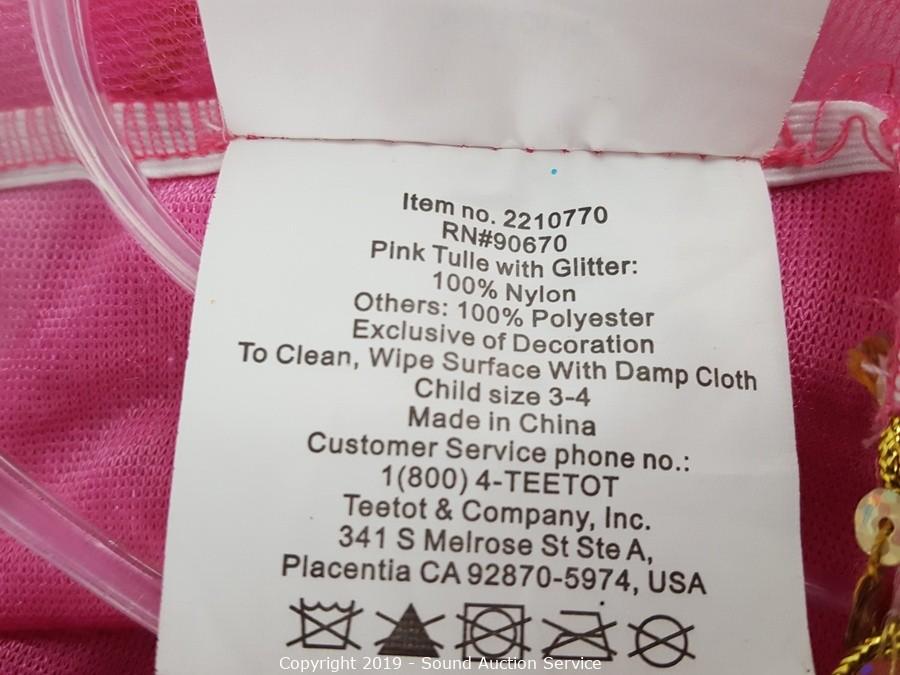 Item no. 2210770
RN#90670
Pink Tulle with Glitter:
100% Nylon
Others: 100% Polyester
Exclusive of Decoration
To Clean, Wipe Surface With Damp Cloth
Child size 3-4
Made in China
Customer Service phone no.:
1(800) 4-TEETOT
Teetot & Company, Inc.
341 S Melrose St Ste A,
Placentia CA 92870-5974, USA
Copyright 2019 - Sound Auction Service